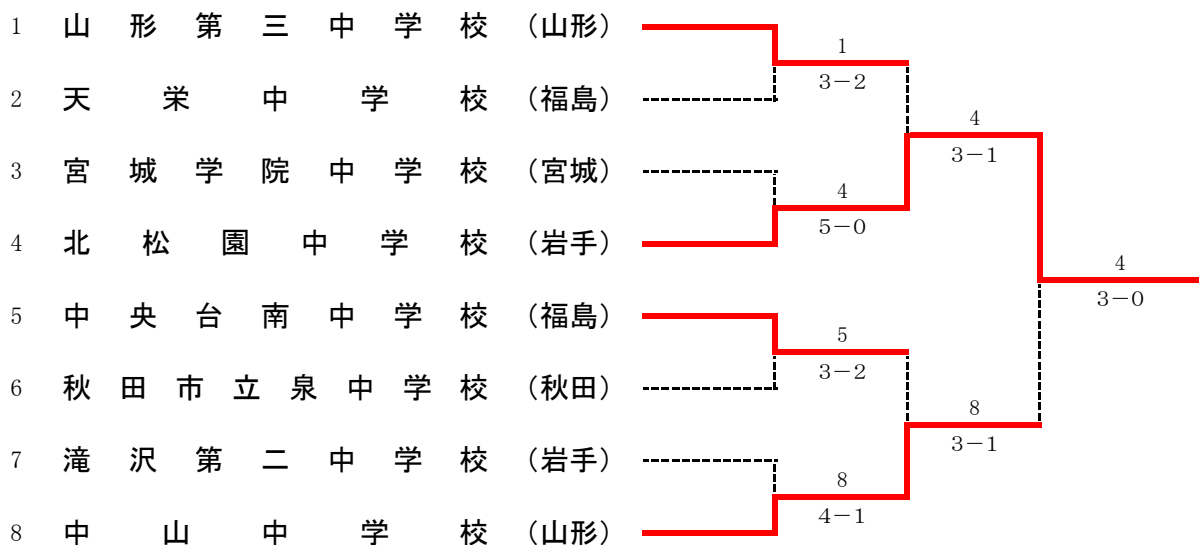 1 山形第三中学校 (山形)
1
3-2
2 天栄中学校 (福島)
4
3-1
3 宮城学院中学校 (宮城)
4
5-0
4 北松園中学校 (岩手)
4
3-0
5 中央台南中学校 (福島)
5
3-2
6 秋田市立泉中学校 (秋田)
8
3-1
7 滝沢第二中学校 (岩手)
8
4-1
8 中山中学校 (山形)